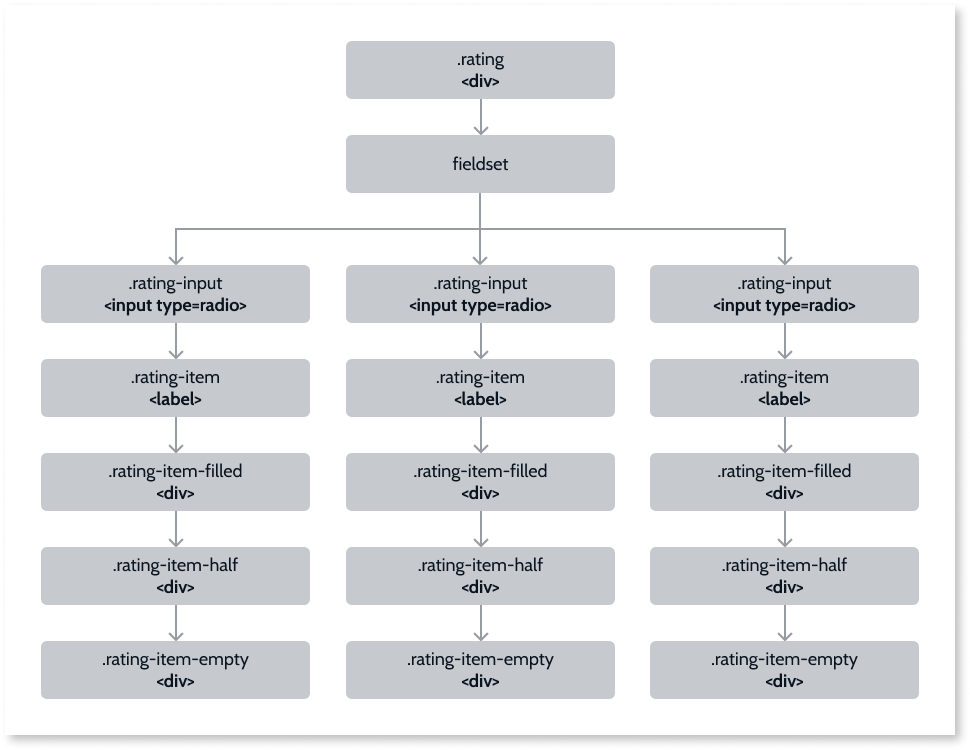 .rating
<div>
fieldset
.rating-input
<input type=radio>
.rating-input
<input type=radio>
.rating-input
<input type=radio>
.rating-item
<label>
.rating-item
<label>
.rating-item
<label>
.rating-item-filled
<div>
.rating-item-filled
<div>
.rating-item-filled
<div>
.rating-item-half
<div>
.rating-item-half
<div>
.rating-item-half
<div>
.rating-item-empty
<div>
.rating-item-empty
<div>
.rating-item-empty
<div>